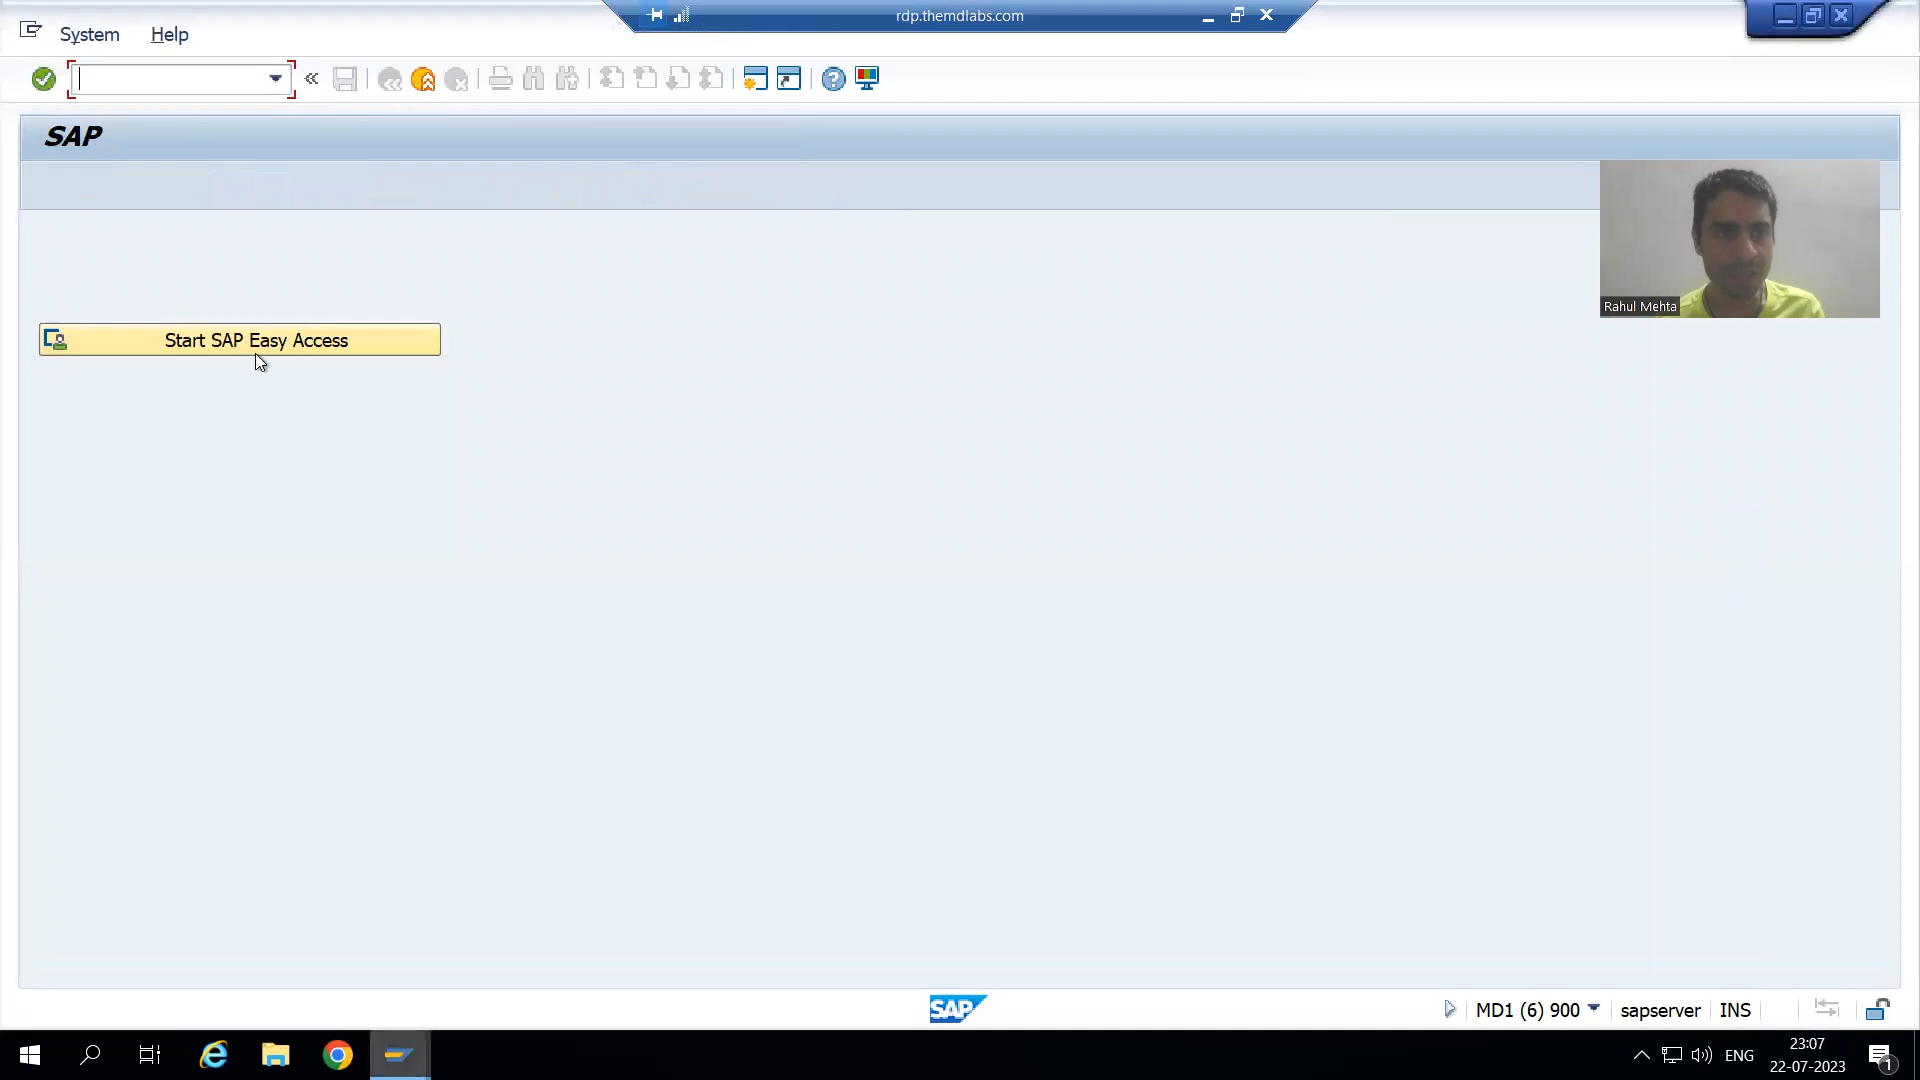 rdp.themdlabs.com
System Help
SAP
Rahul Mehta
Start SAP Easy Access
SAP
MD1 (6) 900 sapserver INS
ENG
23:07
22-07-2023
1